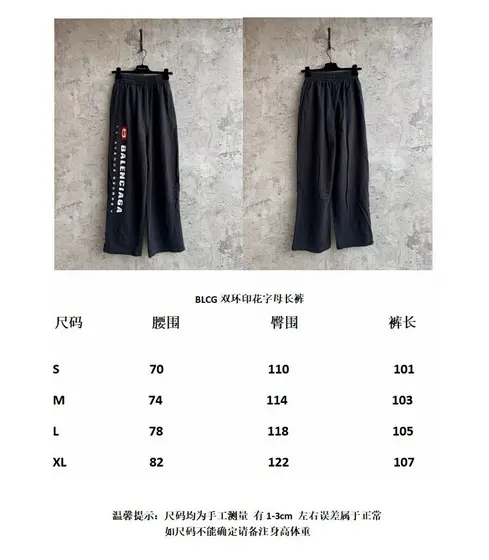 BALENCIAGA
BLCG 双环印花字母长裤
尺码 腰围 臀围 裤长
S 70 110 101
M 74 114 103
L 78 118 105
XL 82 122 107
温馨提示：尺码均为手工测量 有 1-3cm 左右误差属于正常
如尺码不能确定请备注身高体重